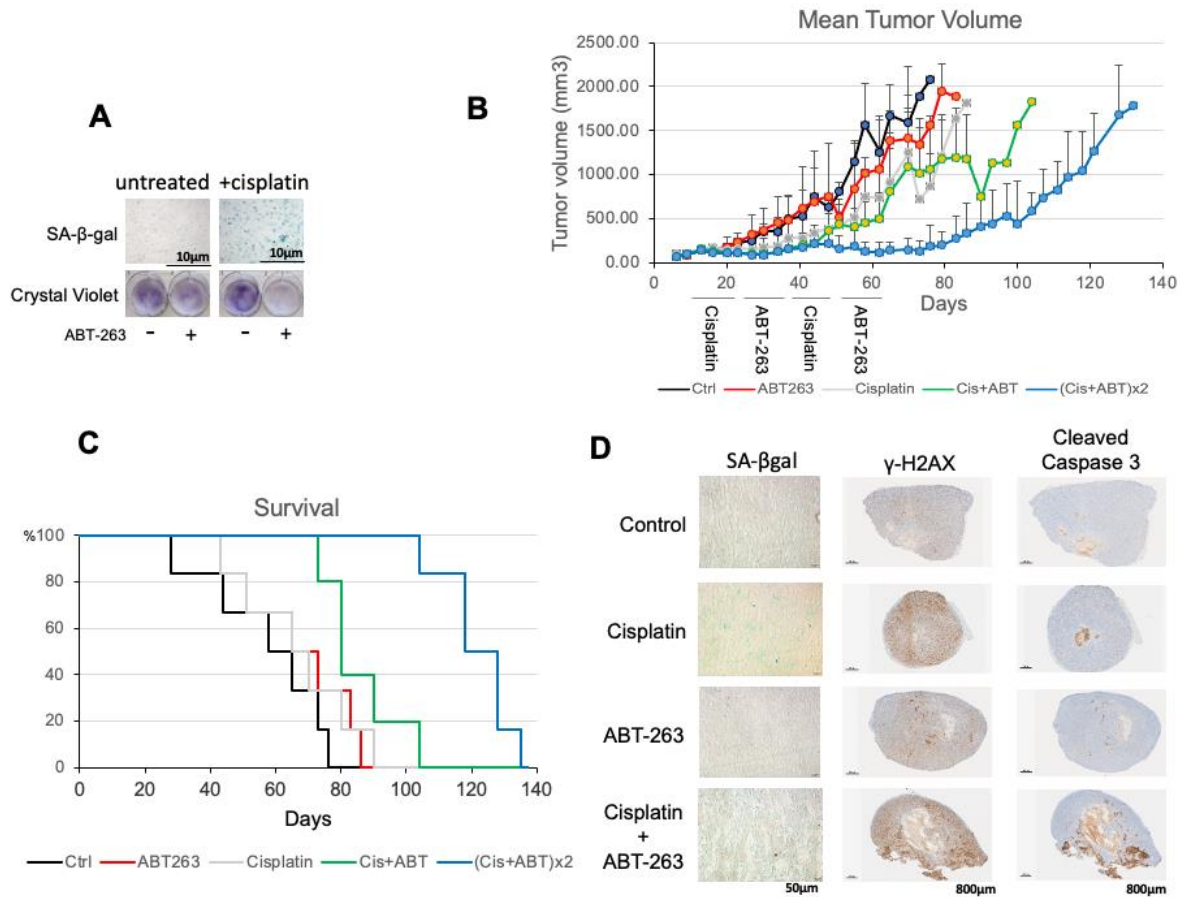 A
untreated +cisplatin
SA-β-gal
10µm 10µm
Crystal Violet
ABT-263 - + - +
B
Mean Tumor Volume
Tumor volume (mm3)
2500.00
2000.00
1500.00
1000.00
500.00
0.00
0 20 40 60 80 100 120 140
Days
Cisplatin
ABT-263
Cisplatin
ABT-263
Ctrl ABT263 Cisplatin Cis+ABT (Cis+ABT)x2
C
Survival
%100
80
60
40
20
0
0 20 40 60 80 100 120 140
Days
Ctrl ABT263 Cisplatin Cis+ABT (Cis+ABT)x2
D
SA-βgal γ-H2AX Cleaved
Caspase 3
Control
Cisplatin
ABT-263
Cisplatin
+
ABT-263
50µm 800µm 800µm